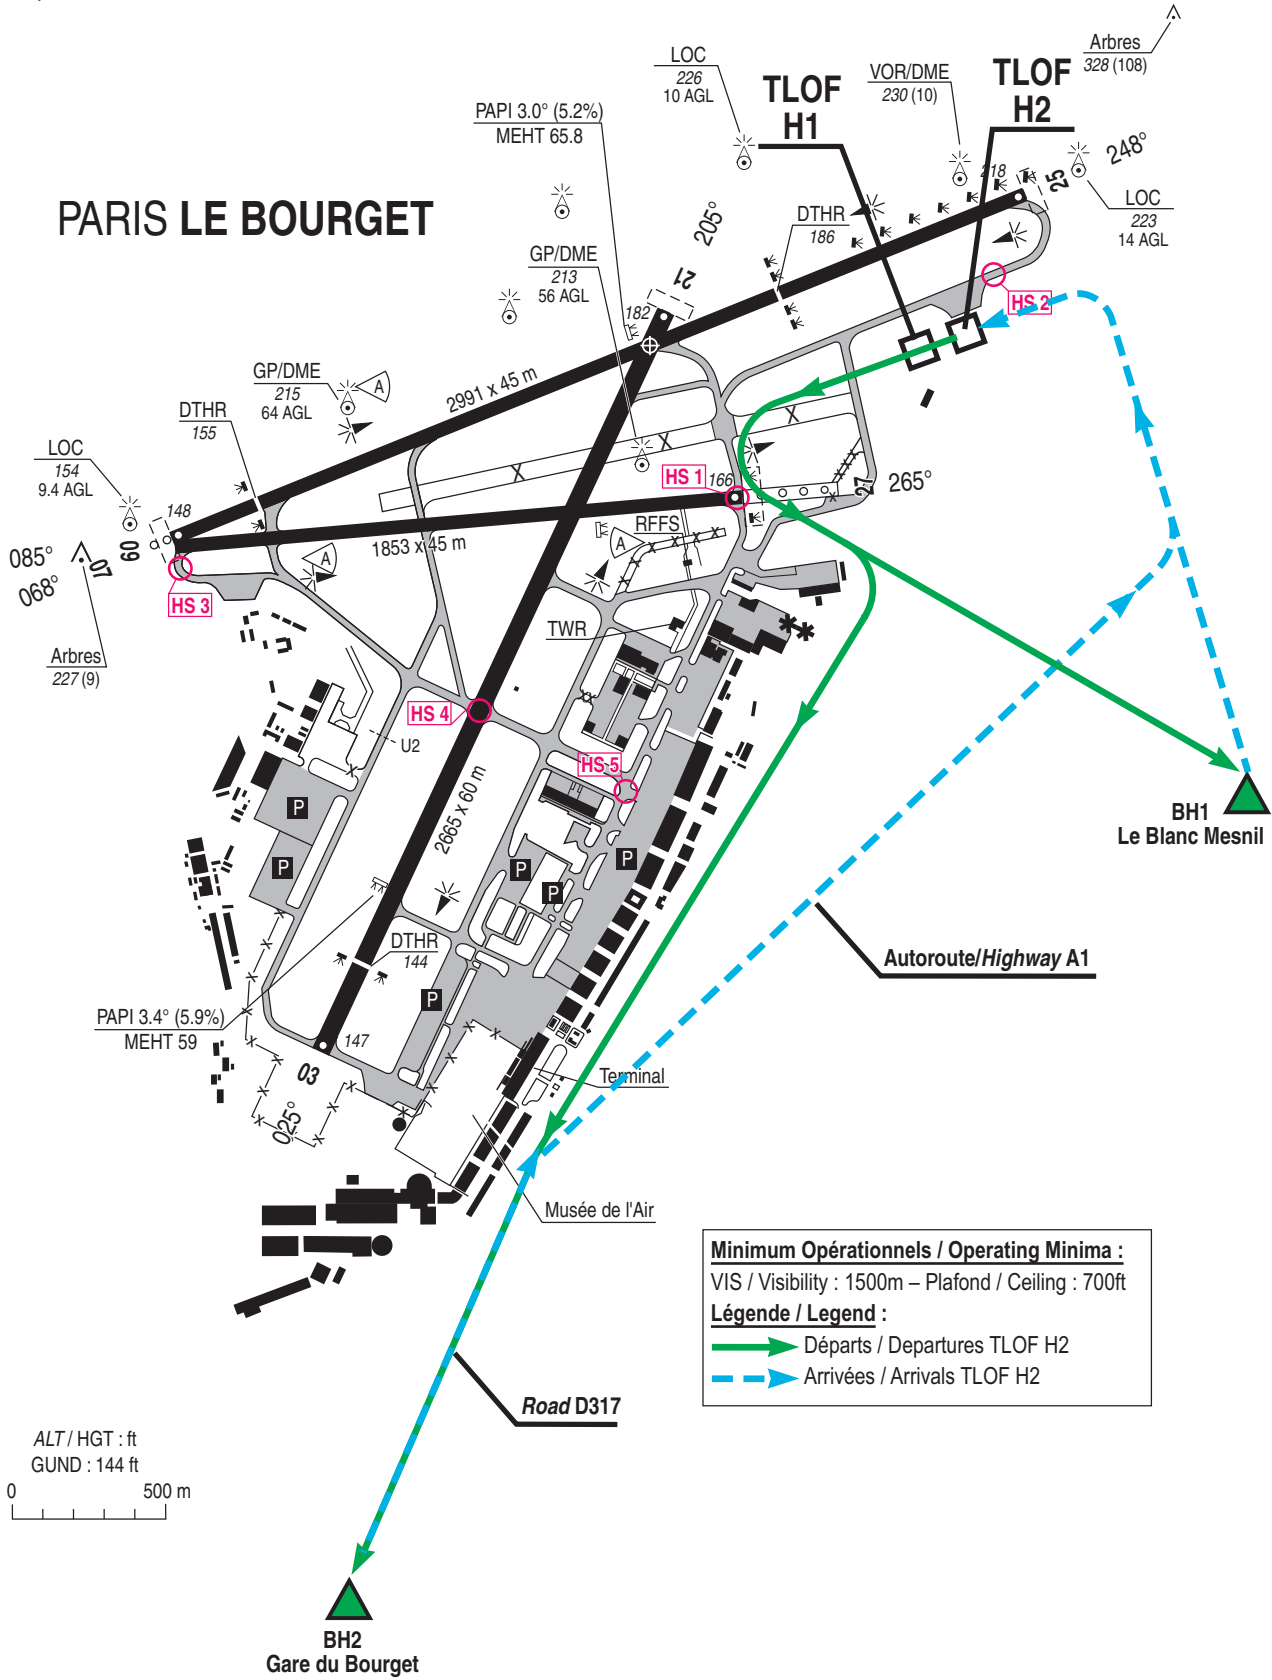 Arbres
328 (108)
LOC
226
10 AGL
TLOF
H1
VOR/DME
230 (10)
TLOF
H2
PAPI 3.0° (5.2%)
MEHT 65.8
218
25
248°
LOC
223
14 AGL
PARIS LE BOURGET
205°
21
DTHR
186
GP/DME
213
56 AGL
182
HS 2
GP/DME
215
64 AGL
A
2991 x 45 m
DTHR
155
X
X
X
LOC
154
9.4 AGL
HS 1
166
27
265°
148
09
07
085°
068°
1853 x 45 m
A
RFFS
A
HS 3
TWR
Arbres
227 (9)
HS 4
U2
HS 5
2665 x 60 m
P
P
P
P
P
BH1
Le Blanc Mesnil
DTHR
144
P
Autoroute/Highway A1
PAPI 3.4° (5.9%)
MEHT 59
147
03
025°
Terminal
Musée de l'Air
Minimum Opérationnels / Operating Minima :
VIS / Visibility : 1500m – Plafond / Ceiling : 700ft
Légende / Legend :
Départs / Departures TLOF H2
Arrivées / Arrivals TLOF H2
Road D317
ALT / HGT : ft
GUND : 144 ft
0 500 m
BH2
Gare du Bourget